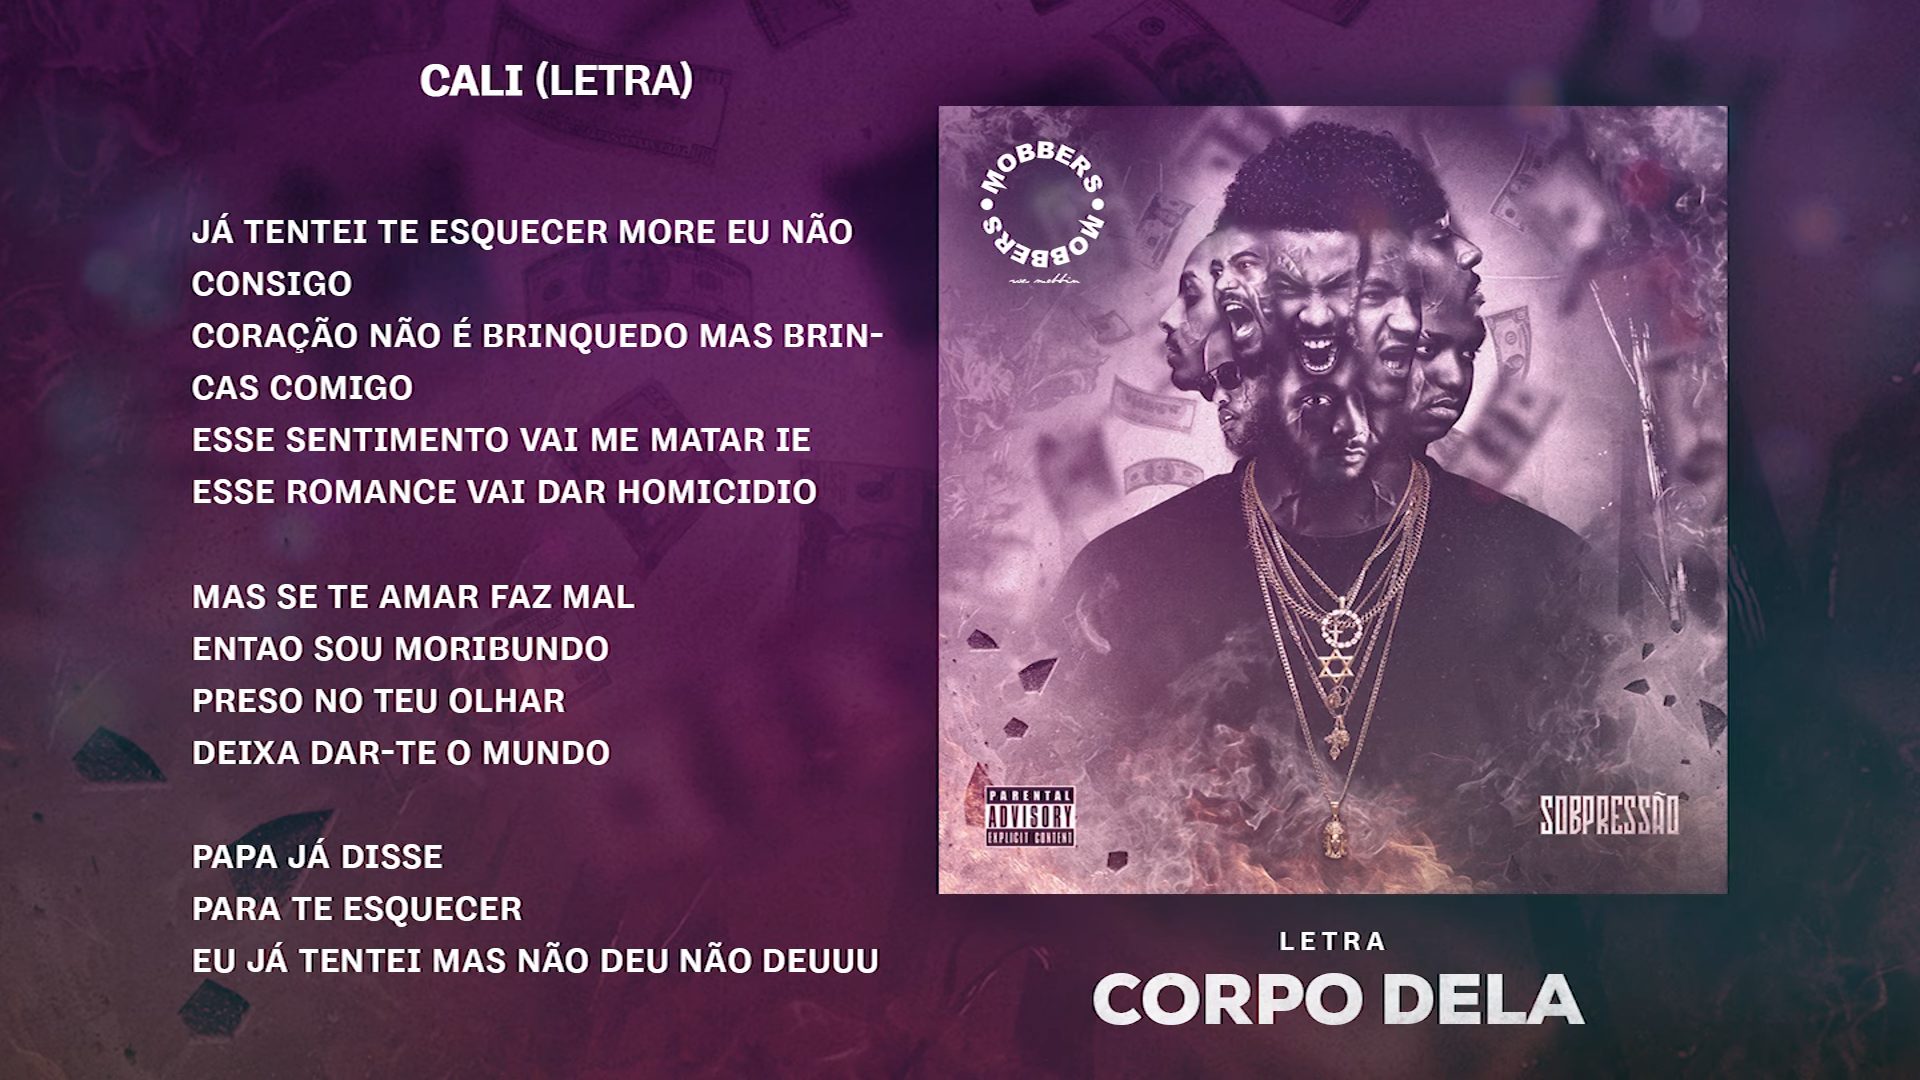 CALI (LETRA)
JÁ TENTEI TE ESQUECER MORE EU NÃO
CONSIGO
CORAÇÃO NÃO É BRINQUEDO MAS BRIN-
CAS COMIGO
ESSE SENTIMENTO VAI ME MATAR IE
ESSE ROMANCE VAI DAR HOMICIDIO
MAS SE TE AMAR FAZ MAL
ENTAO SOU MORIBUNDO
PRESO NO TEU OLHAR
DEIXA DAR-TE O MUNDO
PAPA JÁ DISSE
PARA TE ESQUECER
EU JÁ TENTEI MAS NÃO DEU NÃO DEUUU
MOBBERS • MOBBERS •
we mobbin
PARENTAL
ADVISORY
EXPLICIT CONTENT
SOBPRESSÃO
LETRA
CORPO DELA